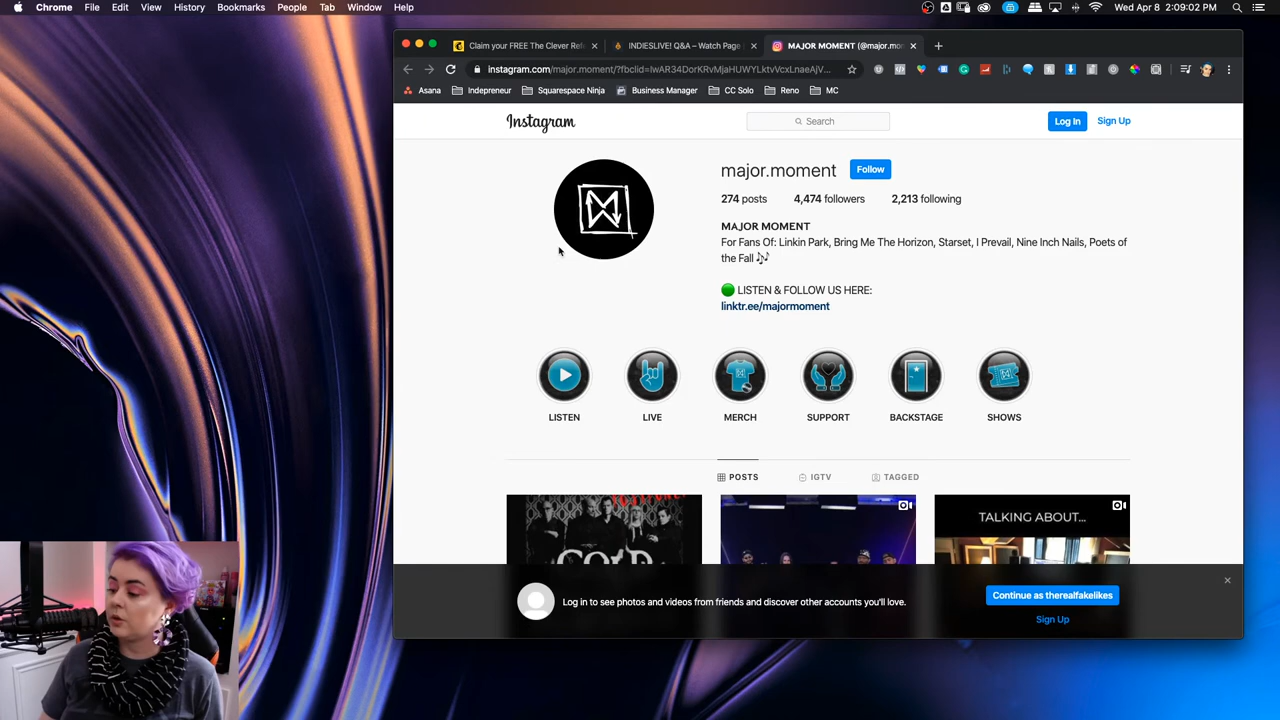 Chrome File Edit View History Bookmarks People Tab Window Help
Wed Apr 8 2:09:02 PM
Claim your FREE The Clever Ref
INDIESLIVE! Q&A – Watch Page
MAJOR MOMENT (@major.mo
instagram.com/major.moment/?fbclid=IwAR34DorKRvMjaHUWYLktvVcxLnaeAjV...
Asana Indepreneur Squarespace Ninja Business Manager CC Solo Reno MC
Instagram
Search
Log In
Sign Up
major.moment
Follow
274 posts 4,474 followers 2,213 following
MAJOR MOMENT
For Fans Of: Linkin Park, Bring Me The Horizon, Starset, I Prevail, Nine Inch Nails, Poets of
the Fall 🎶
🟢 LISTEN & FOLLOW US HERE:
linktr.ee/majormoment
LISTEN LIVE MERCH SUPPORT BACKSTAGE SHOWS
POSTS IGTV TAGGED
TALKING ABOUT...
Log in to see photos and videos from friends and discover other accounts you'll love.
Continue as therealfakelikes
Sign Up